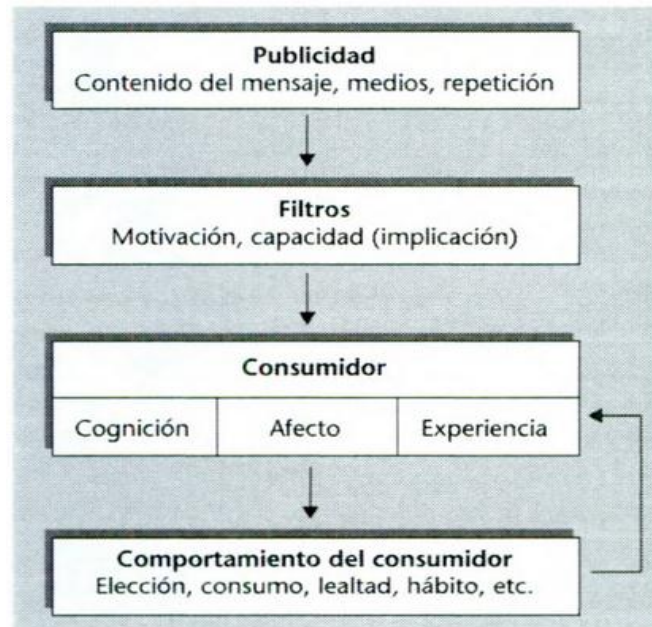 Publicidad
Contenido del mensaje, medios, repetición
Filtros
Motivación, capacidad (implicación)
Consumidor
Cognición
Afecto
Experiencia
Comportamiento del consumidor
Elección, consumo, lealtad, hábito, etc.